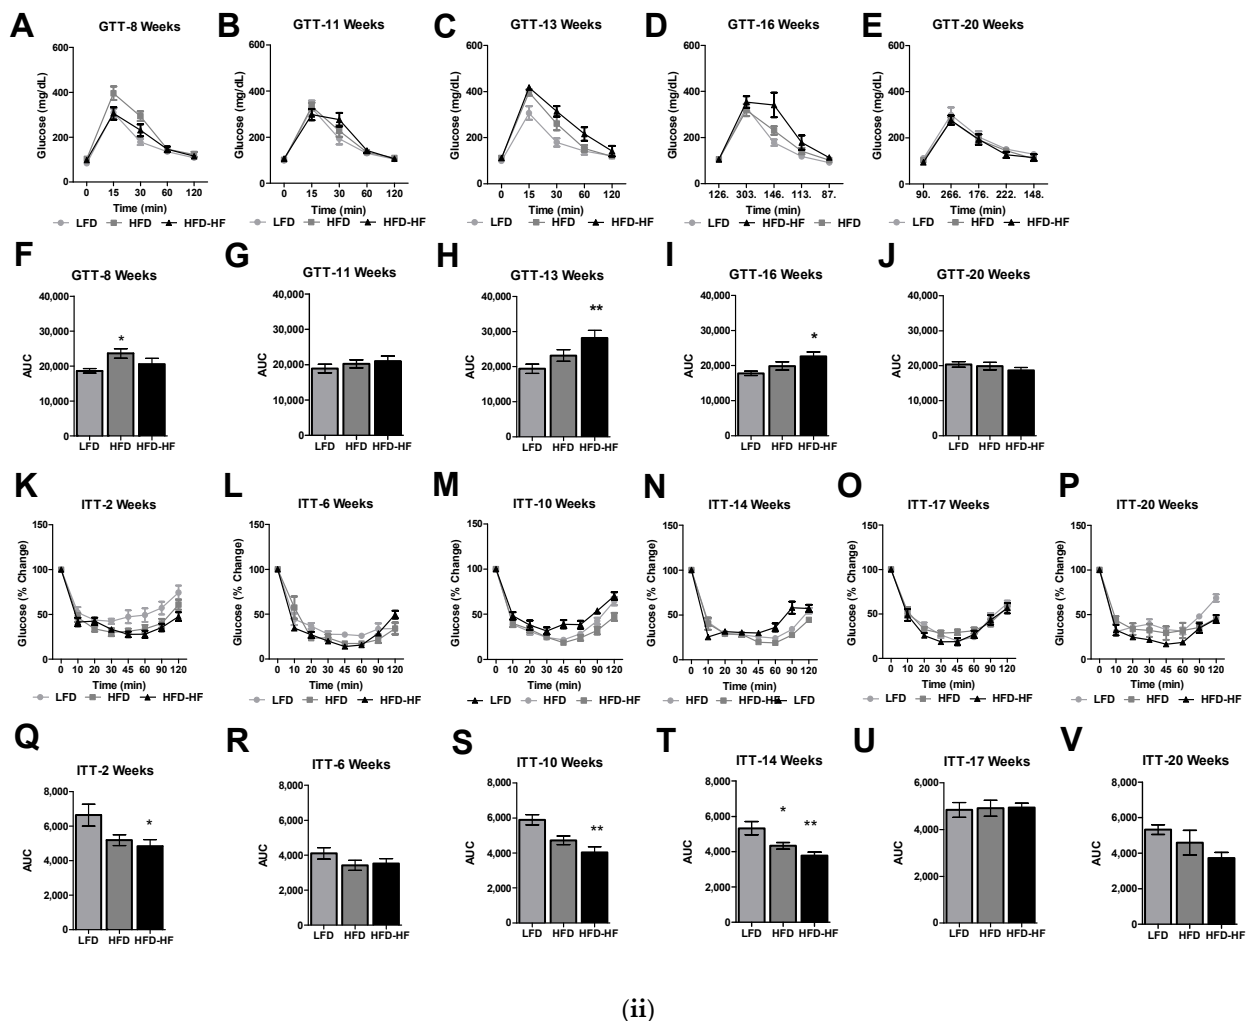 A B C D E
GTT-8 Weeks GTT-11 Weeks GTT-13 Weeks GTT-16 Weeks GTT-20 Weeks
Glucose (mg/dL) 600 400 200 0
0 15 30 60 120
Time (min)
LFD HFD HFD-HF
Glucose (mg/dL) 600 400 200 0
0 15 30 60 120
Time (min)
LFD HFD HFD-HF
Glucose (mg/dL) 600 400 200 0
0 15 30 60 120
Time (min)
LFD HFD HFD-HF
Glucose (mg/dL) 600 400 200 0
126. 303. 146. 113. 87.
Time (min)
LFD HFD-HF HFD
Glucose (mg/dL) 600 400 200 0
90. 266. 176. 222. 148.
Time (min)
LFD HFD HFD-HF
F G H I J
GTT-8 Weeks GTT-11 Weeks GTT-13 Weeks GTT-16 Weeks GTT-20 Weeks
AUC 40,000 30,000 20,000 10,000 0
*
LFD HFD HFD-HF
AUC 40,000 30,000 20,000 10,000 0
LFD HFD HFD-HF
AUC 40,000 30,000 20,000 10,000 0
**
LFD HFD HFD-HF
AUC 40,000 30,000 20,000 10,000 0
*
LFD HFD HFD-HF
AUC 40,000 30,000 20,000 10,000 0
LFD HFD HFD-HF
K L M N O P
ITT-2 Weeks ITT-6 Weeks ITT-10 Weeks ITT-14 Weeks ITT-17 Weeks ITT-20 Weeks
Glucose (% Change) 150 100 50 0
0 10 20 30 45 60 90 120
Time (min)
LFD HFD HFD-HF
Glucose (% Change) 150 100 50 0
0 10 20 30 45 60 90 120
Time (min)
LFD HFD HFD-HF
Glucose (% Change) 150 100 50 0
0 10 20 30 45 60 90 120
Time (min)
LFD HFD HFD-HF
Glucose (% Change) 150 100 50 0
0 10 20 30 45 60 90 120
Time (min)
HFD HFD-HF LFD
Glucose (% Change) 150 100 50 0
0 10 20 30 45 60 90 120
Time (min)
LFD HFD HFD-HF
Glucose (% Change) 150 100 50 0
0 10 20 30 45 60 90 120
Time (min)
LFD HFD HFD-HF
Q R S T U V
ITT-2 Weeks ITT-6 Weeks ITT-10 Weeks ITT-14 Weeks ITT-17 Weeks ITT-20 Weeks
AUC 8,000 6,000 4,000 2,000 0
*
LFD HFD HFD-HF
AUC 8,000 6,000 4,000 2,000 0
LFD HFD HFD-HF
AUC 8,000 6,000 4,000 2,000 0
**
LFD HFD HFD-HF
AUC 8,000 6,000 4,000 2,000 0
* **
LFD HFD HFD-HF
AUC 6,000 4,000 2,000 0
LFD HFD HFD-HF
AUC 8,000 6,000 4,000 2,000 0
LFD HFD HFD-HF
(ii)